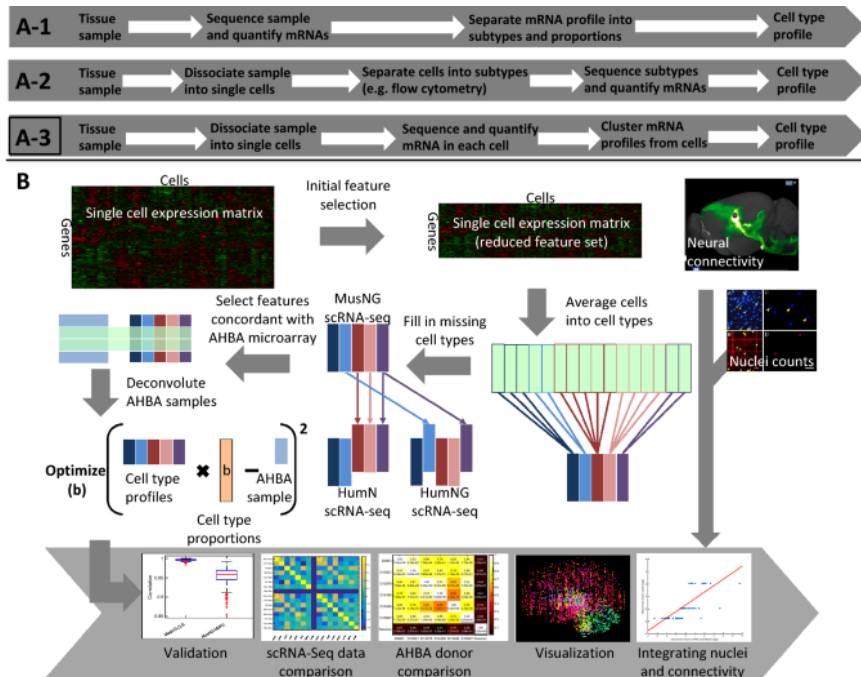 A-1
Tissue sample
Sequence sample and quantify mRNAs
Separate mRNA profile into subtypes and proportions
Cell type profile
A-2
Tissue sample
Dissociate sample into single cells
Separate cells into subtypes (e.g. flow cytometry)
Sequence subtypes and quantify mRNAs
Cell type profile
A-3
Tissue sample
Dissociate sample into single cells
Sequence and quantify mRNA in each cell
Cluster mRNA profiles from cells
Cell type profile
B
Cells
Genes
Single cell expression matrix
Initial feature selection
Cells
Genes
Single cell expression matrix (reduced feature set)
Neural connectivity
Nuclei counts
Average cells into cell types
MusNG scRNA-seq
Fill in missing cell types
Select features concordant with AHBA microarray
Deconvolute AHBA samples
HumN scRNA-seq
HumNG scRNA-seq
Optimize (b)
Cell type profiles
b
AHBA sample
2
Cell type proportions
Correlation
Validation
scRNA-Seq data comparison
AHBA donor comparison
Visualization
Integrating nuclei and connectivity